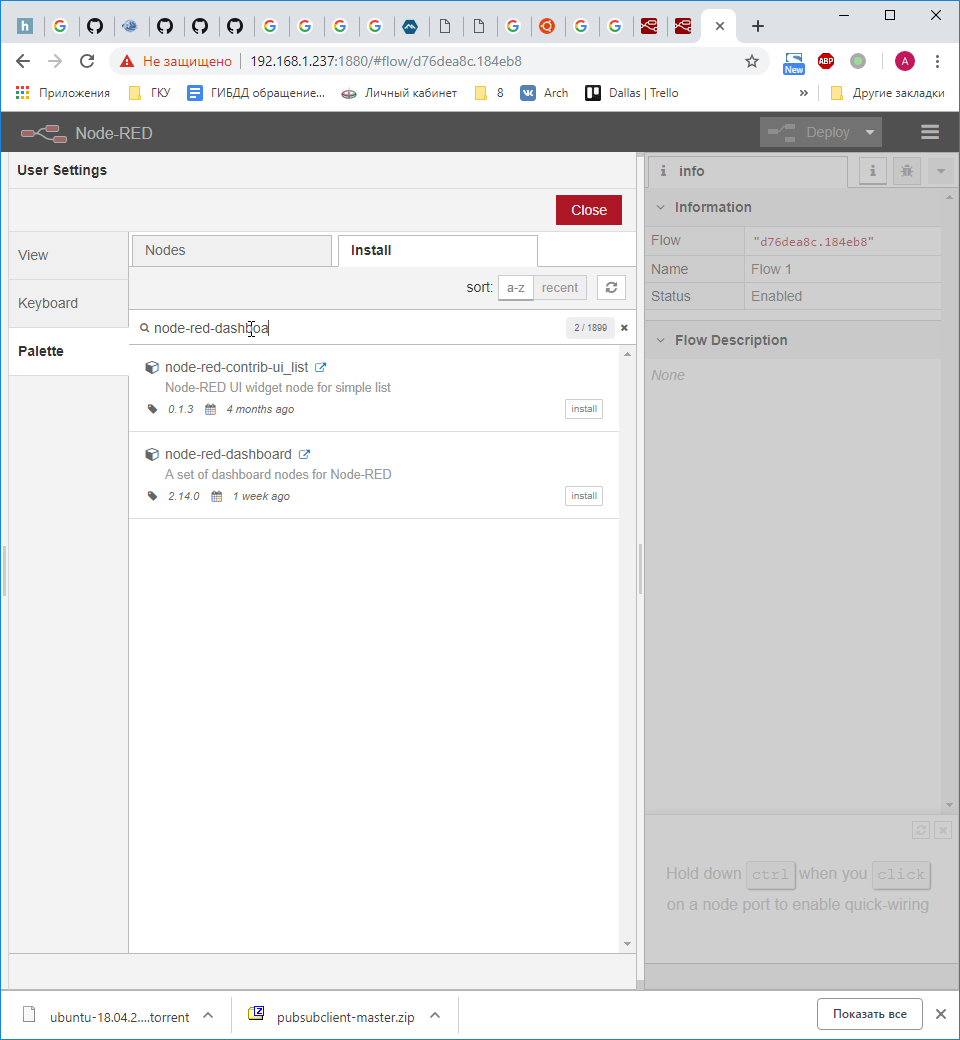 Не защищено
192.168.1.237:1880/#flow/d76dea8c.184eb8
New
ABP
A
Приложения
ГКУ
ГИБДД обращение...
Личный кабинет
8
Arch
Dallas | Trello
»
Другие закладки
Node-RED
Deploy
User Settings
Close
View
Keyboard
Palette
Nodes
Install
sort:
a-z
recent
node-red-dashboa
2 / 1899
node-red-contrib-ui_list
Node-RED UI widget node for simple list
0.1.3
4 months ago
install
node-red-dashboard
A set of dashboard nodes for Node-RED
2.14.0
1 week ago
install
info
Information
Flow
"d76dea8c.184eb8"
Name
Flow 1
Status
Enabled
Flow Description
None
Hold down ctrl when you click
on a node port to enable quick-wiring
ubuntu-18.04.2....torrent
pubsubclient-master.zip
Показать все